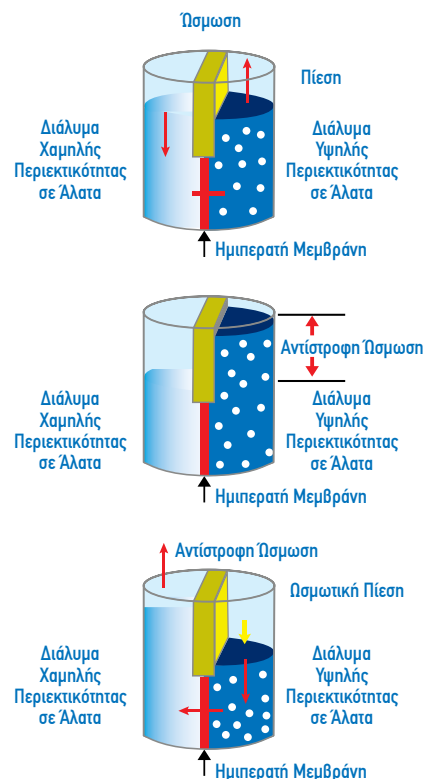 Ώσμωση
Πίεση
Διάλυμα
Χαμηλής
Περιεκτικότητας
σε Άλατα
Διάλυμα
Υψηλής
Περιεκτικότητας
σε Άλατα
Ημιπερατή Μεμβράνη
Αντίστροφη Ώσμωση
Διάλυμα
Χαμηλής
Περιεκτικότητας
σε Άλατα
Διάλυμα
Υψηλής
Περιεκτικότητας
σε Άλατα
Ημιπερατή Μεμβράνη
Αντίστροφη Ώσμωση
Ωσμωτική Πίεση
Διάλυμα
Χαμηλής
Περιεκτικότητας
σε Άλατα
Διάλυμα
Υψηλής
Περιεκτικότητας
σε Άλατα
Ημιπερατή Μεμβράνη